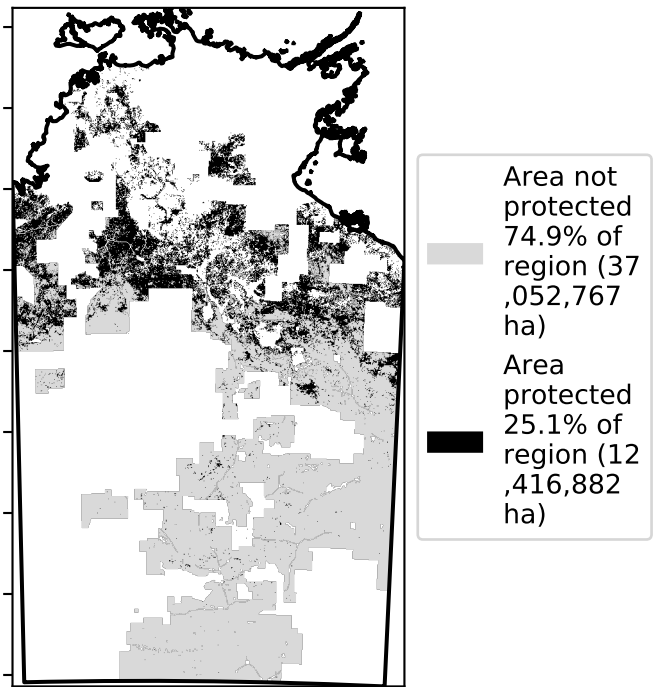 Area not
protected
74.9% of
region (37
,052,767
ha)
Area
protected
25.1% of
region (12
,416,882
ha)